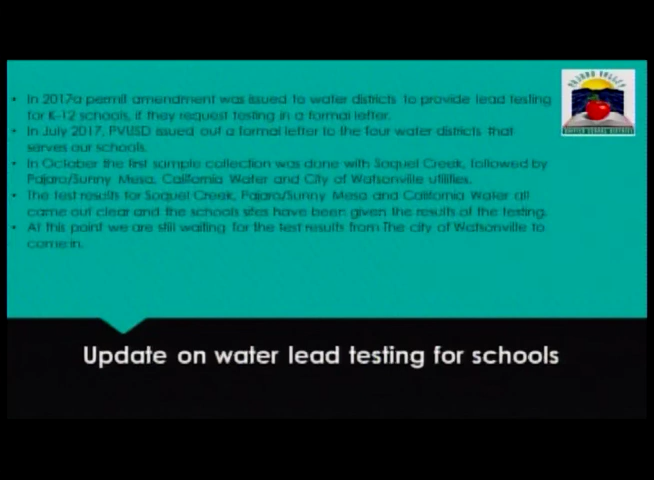 • In 2017a permit amendment was issued to water districts to provide lead testing
for K-12 schools, if they request testing in a formal letter.
• In July 2017, PVUSD issued out a formal letter to the four water districts that
serves our schools.
• In October the first sample collection was done with Soquel Creek, followed by
Pajaro/Sunny Mesa, California Water and City of Watsonville utilities.
• The test results for Soquel Creek, Pajaro/Sunny Mesa and California Water all
came out clear and the schools sites have been given the results of the testing.
• At this point we are still waiting for the test results from The city of Watsonville to
come in.
PAJARO VALLEY
UNIFIED SCHOOL DISTRICT
Update on water lead testing for schools